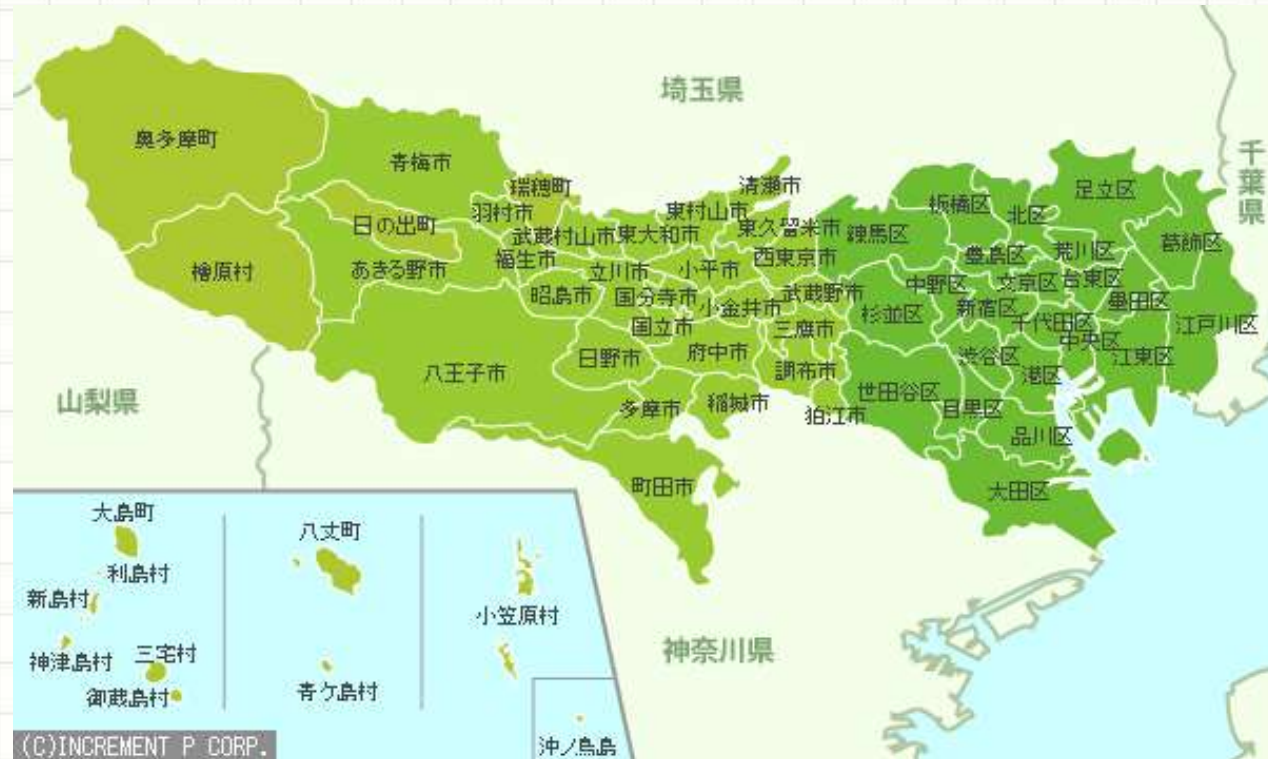 埼玉県
千葉県
奥多摩町
青梅市
瑞穂町
清瀬市
足立区
羽村市
東村山市
板橋区
北区
日の出町
武蔵村山市
東大和市
東久留米市
練馬区
葛飾区
檜原村
あきる野市
福生市
立川市
小平市
西東京市
豊島区
荒川区
昭島市
国分寺市
武蔵野市
中野区
文京区
台東区
小金井市
杉並区
新宿区
墨田区
国立市
三鷹市
千代田区
江戸川区
日野市
府中市
中央区
八王子市
調布市
渋谷区
江東区
港区
山梨県
多摩市
稲城市
狛江市
世田谷区
目黒区
品川区
町田市
大田区
大島町
利島村
新島村
神津島村
三宅村
御蔵島村
八丈町
青ケ島村
小笠原村
沖ノ鳥島
神奈川県
(C)INCREMENT P CORP.